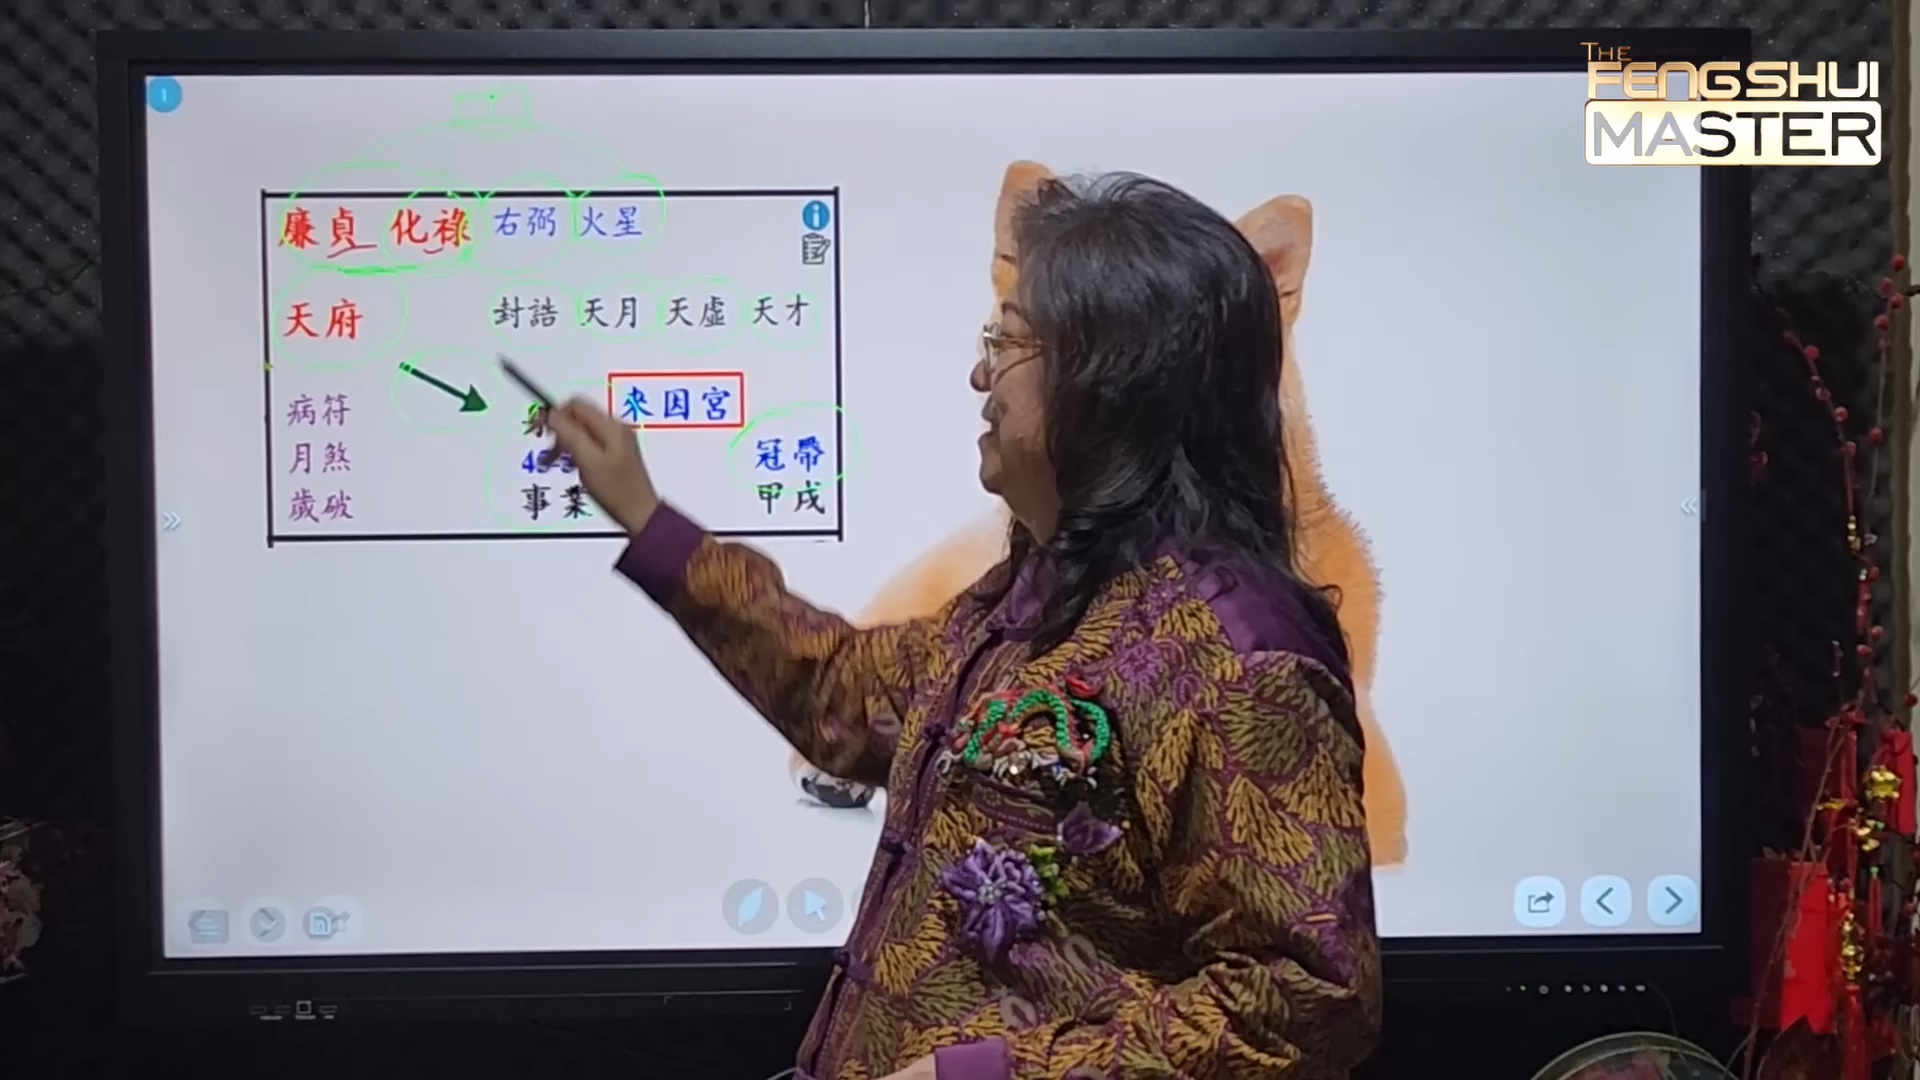 THE
FENG SHUI
MASTER
廉貞 化祿 右弼 火星
天府 封誥 天月 天虛 天才
來因宮
病符
月煞 冠帶
歲破 事業 甲戌